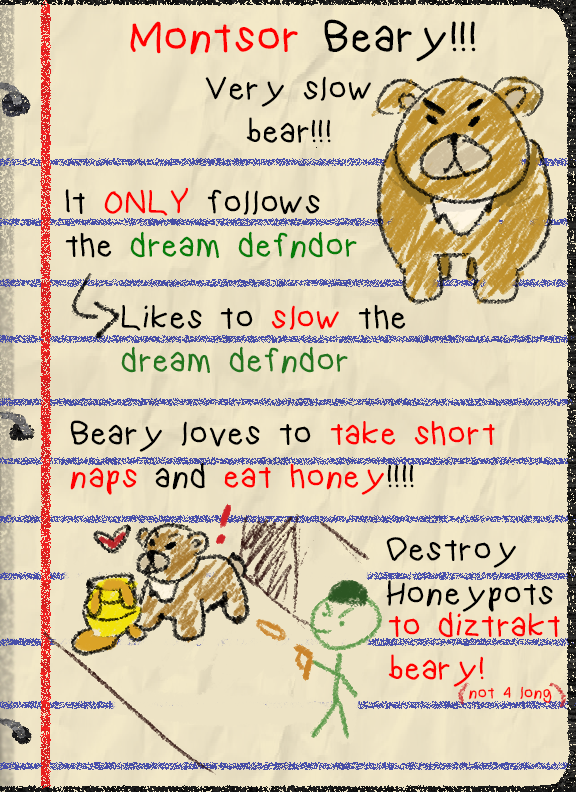 Montsor Beary!!!
Very slow
bear!!!
It ONLY follows
the dream defndor
Likes to slow the
dream defndor
Beary loves to take short
naps and eat honey!!!!
!
Destroy
Honeypots
to diztrakt
beary!
(not 4 long)